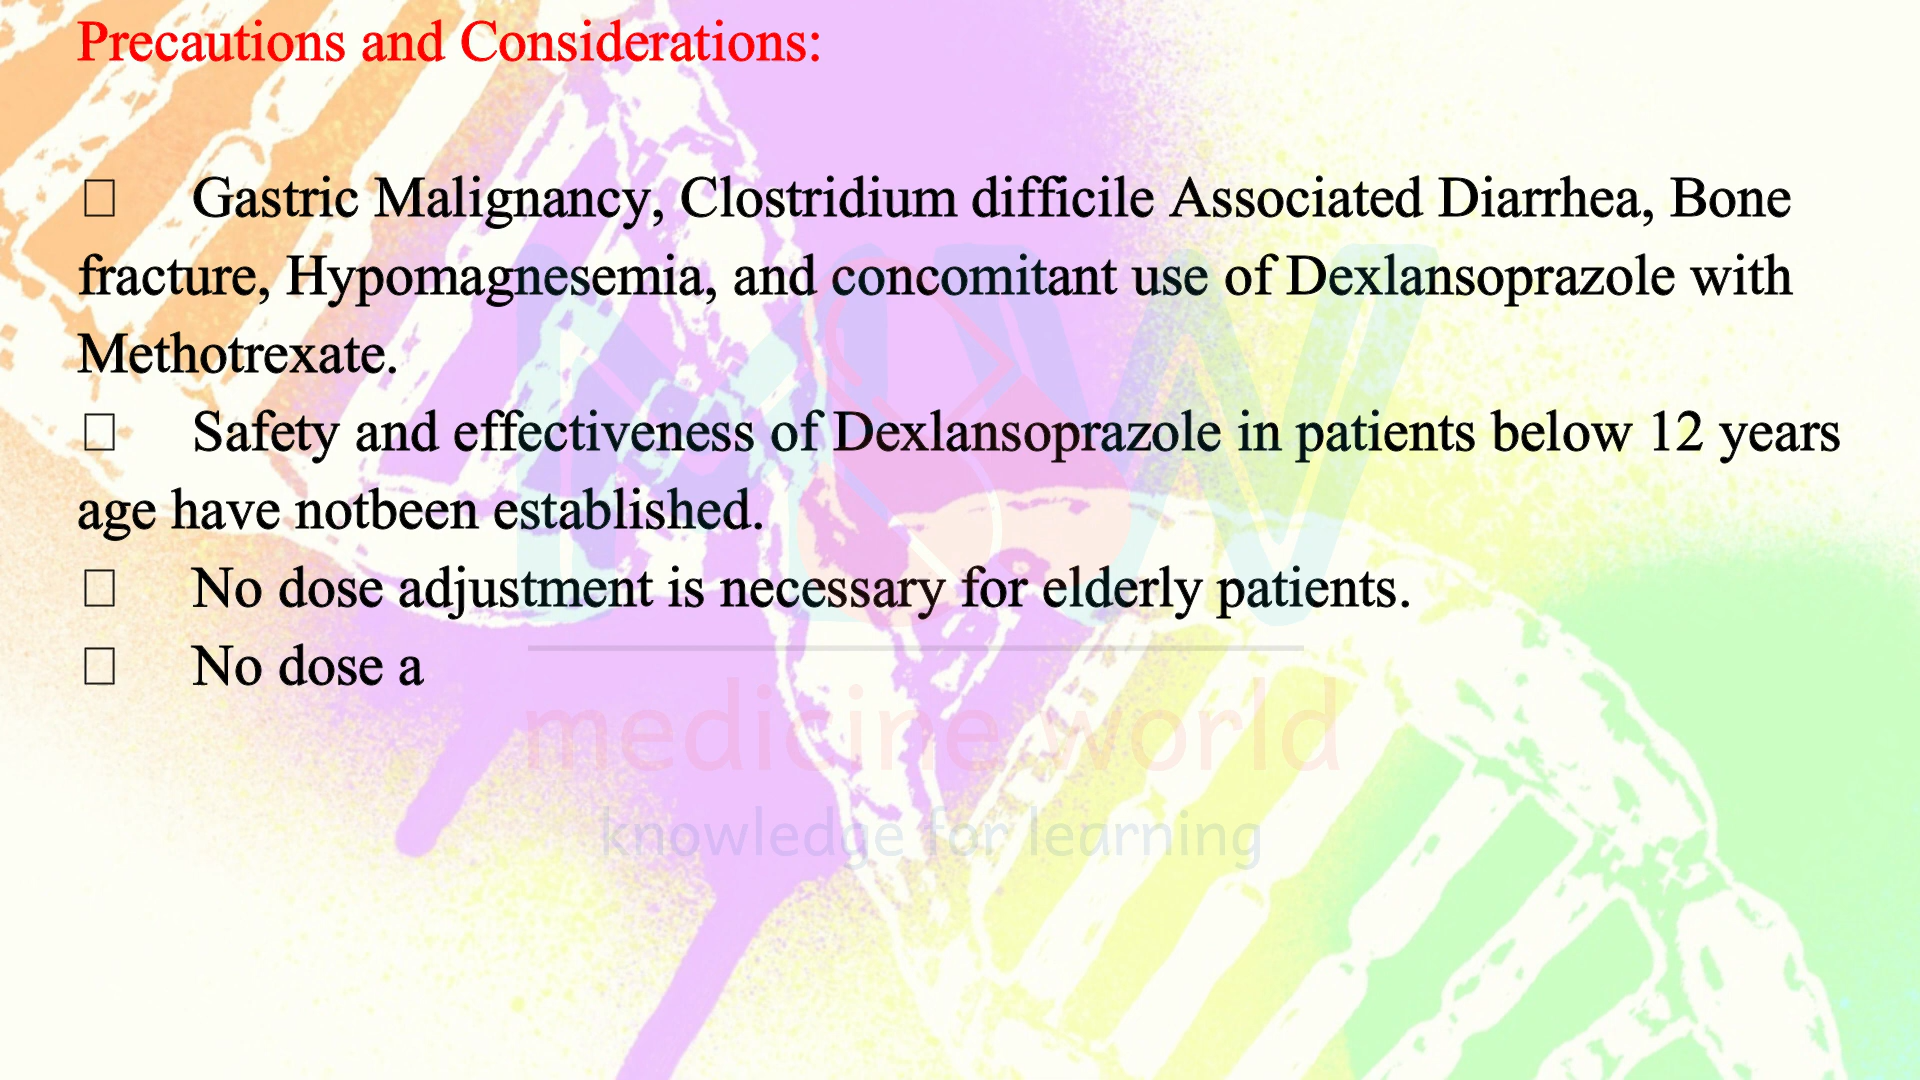 Precautions and Considerations:
□ Gastric Malignancy, Clostridium difficile Associated Diarrhea, Bone
fracture, Hypomagnesemia, and concomitant use of Dexlansoprazole with
Methotrexate.
□ Safety and effectiveness of Dexlansoprazole in patients below 12 years
age have notbeen established.
□ No dose adjustment is necessary for elderly patients.
□ No dose a
MW
medicine world
knowledge for learning